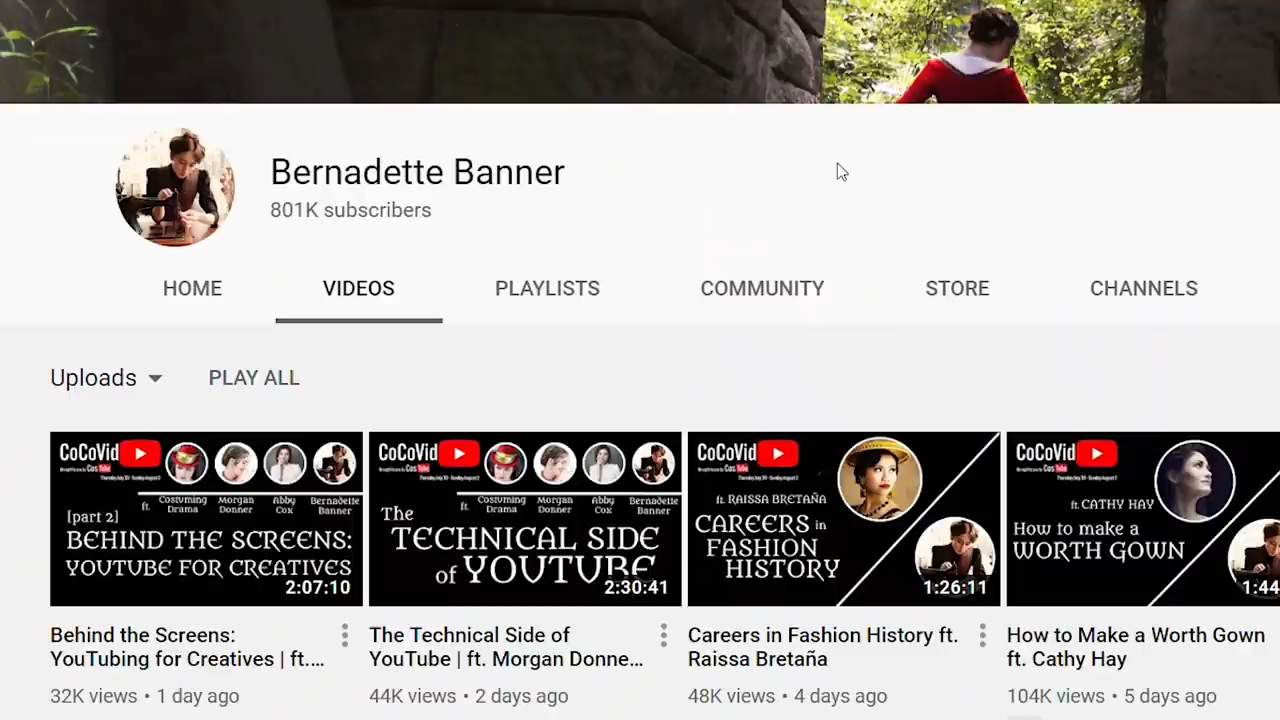 Bernadette Banner
801K subscribers
HOME VIDEOS PLAYLISTS COMMUNITY STORE CHANNELS
Uploads PLAY ALL
CoCoVid
ft. Costuming Drama Morgan Donner Abby Cox Bernadette Banner
[part 2]
BEHIND THE SCREENS:
YOUTUBE FOR CREATIVES
2:07:10
CoCoVid
ft. Costuming Drama Morgan Donner Abby Cox Bernadette Banner
The
TECHNICAL SIDE
of YOUTUBE
2:30:41
CoCoVid
ft. RAISSA BRETAÑA
CAREERS in
FASHION
HISTORY
1:26:11
CoCoVid
ft. CATHY HAY
How to make a
WORTH GOWN
1:44
Behind the Screens:
YouTubing for Creatives | ft....
32K views • 1 day ago
The Technical Side of
YouTube | ft. Morgan Donne...
44K views • 2 days ago
Careers in Fashion History ft.
Raissa Bretaña
48K views • 4 days ago
How to Make a Worth Gown
ft. Cathy Hay
104K views • 5 days ago